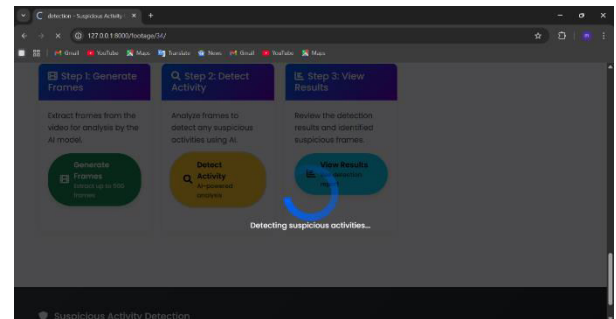 detection - Suspicious Activity
127.0.0.1:8000/footage/34/
Gmail YouTube Maps Translate News Gmail YouTube Maps
Step 1: Generate
Frames
Extract frames from the
video for analysis by the
AI model.
Generate
Frames
Extract up to 100
frames
Step 2: Detect
Activity
Analyze frames to
detect any suspicious
activities using AI.
Detect
Activity
AI-powered
analysis
Step 3: View
Results
Review the detection
results and identified
suspicious frames.
View Results
report
Detecting suspicious activities...
Suspicious Activity Detection